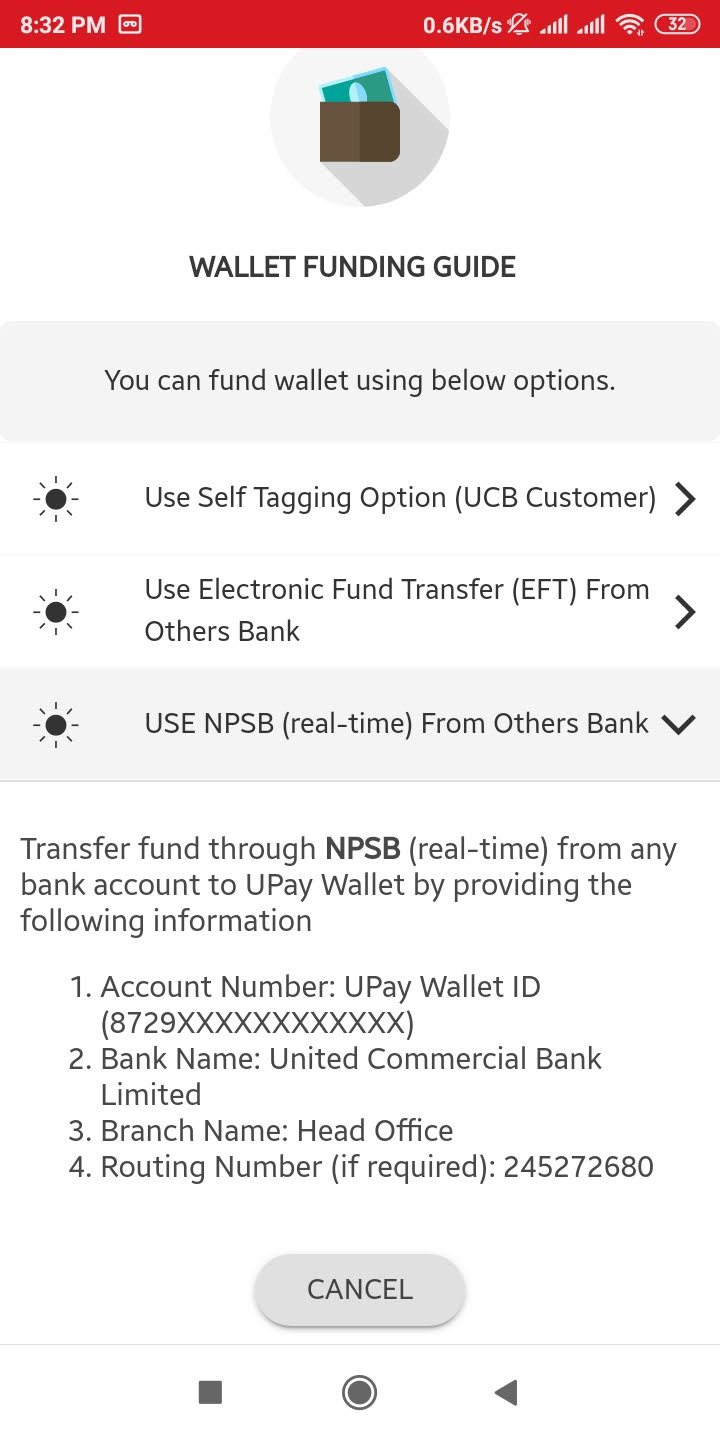 8:32 PM 0.6KB/s 32
WALLET FUNDING GUIDE
You can fund wallet using below options.
Use Self Tagging Option (UCB Customer)
Use Electronic Fund Transfer (EFT) From
Others Bank
USE NPSB (real-time) From Others Bank
Transfer fund through NPSB (real-time) from any
bank account to UPay Wallet by providing the
following information
1. Account Number: UPay Wallet ID
(8729XXXXXXXXXXXX)
2. Bank Name: United Commercial Bank
Limited
3. Branch Name: Head Office
4. Routing Number (if required): 245272680
CANCEL